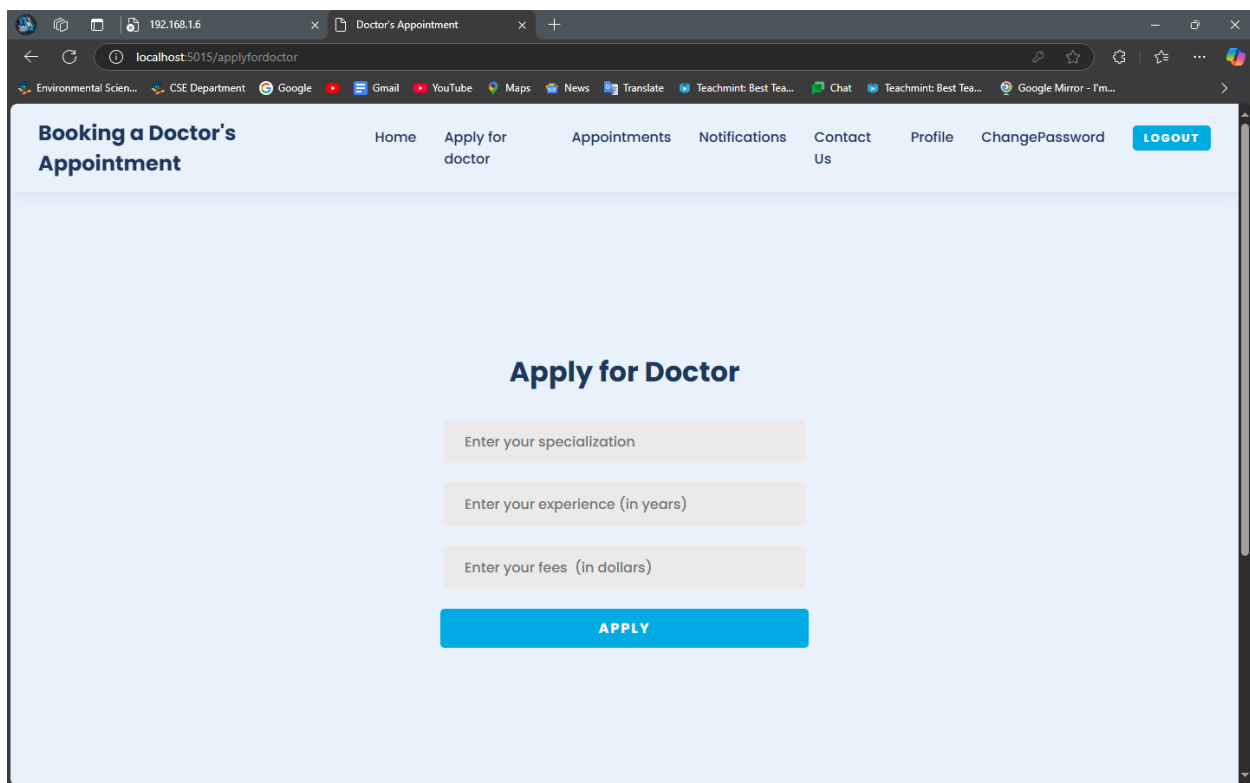 192.168.1.6
Doctor's Appointment
localhost:5015/applyfordoctor
Environmental Scien... CSE Department Google Gmail YouTube Maps News Translate Teachmint: Best Tea... Chat Teachmint: Best Tea... Google Mirror - I'm...
Booking a Doctor's
Appointment
Home
Apply for
doctor
Appointments
Notifications
Contact
Us
Profile
ChangePassword
LOGOUT
Apply for Doctor
Enter your specialization
Enter your experience (in years)
Enter your fees (in dollars)
APPLY